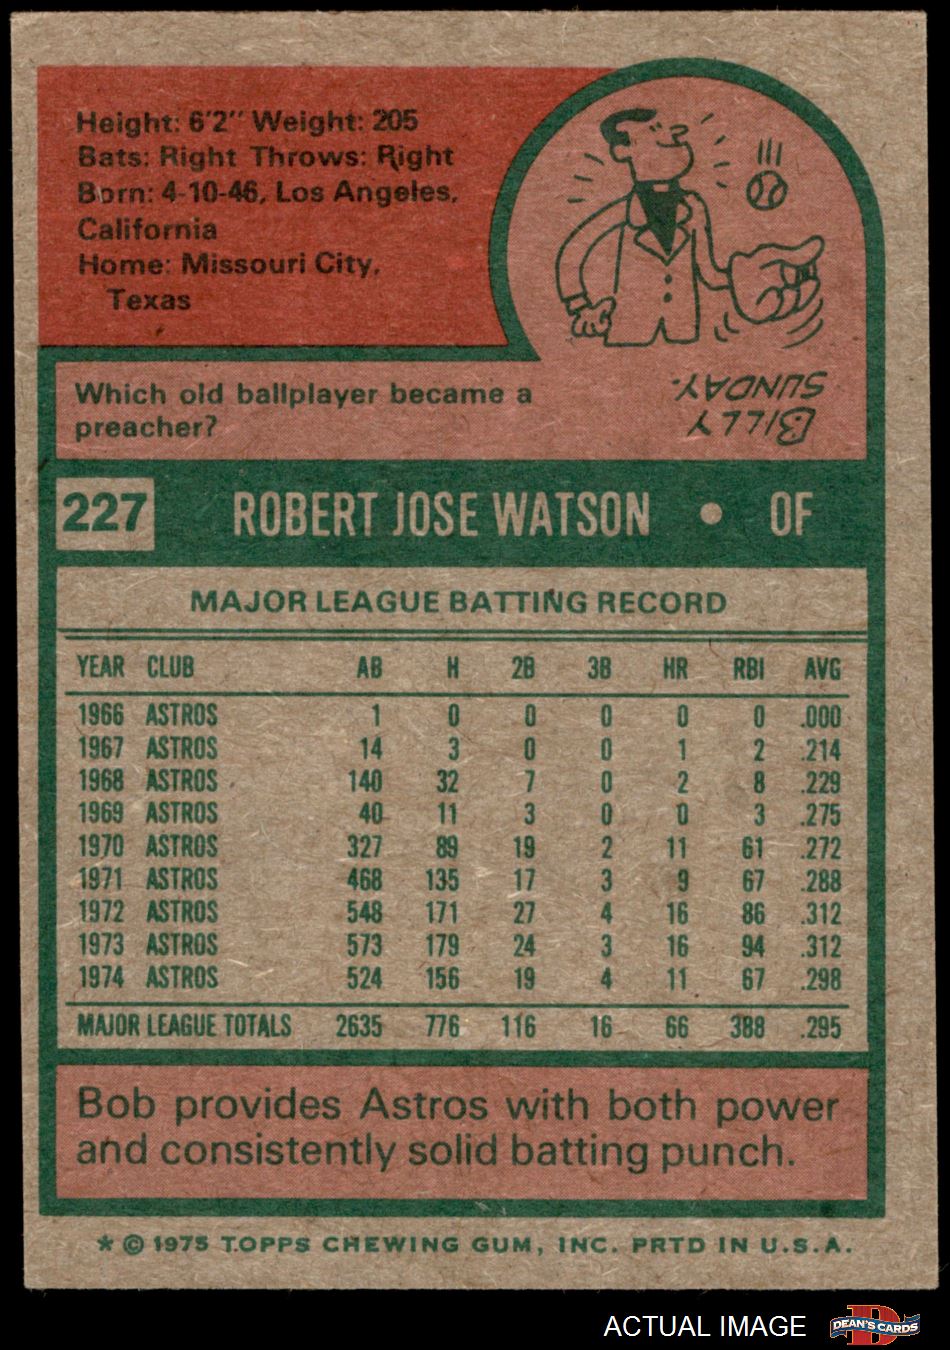 Height: 6'2" Weight: 205
Bats: Right Throws: Right
Born: 4-10-46, Los Angeles,
California
Home: Missouri City,
Texas
Which old ballplayer became a
preacher?
BILLY
SUNDAY.
227 ROBERT JOSE WATSON • OF
MAJOR LEAGUE BATTING RECORD
YEAR CLUB AB H 2B 3B HR RBI AVG
1966 ASTROS 1 0 0 0 0 0 .000
1967 ASTROS 14 3 0 0 1 2 .214
1968 ASTROS 140 32 7 0 2 8 .229
1969 ASTROS 40 11 3 0 0 3 .275
1970 ASTROS 327 89 19 2 11 61 .272
1971 ASTROS 468 135 17 3 9 67 .288
1972 ASTROS 548 171 27 4 16 86 .312
1973 ASTROS 573 179 24 3 16 94 .312
1974 ASTROS 524 156 19 4 11 67 .298
MAJOR LEAGUE TOTALS 2635 776 116 16 66 388 .295
Bob provides Astros with both power
and consistently solid batting punch.
* © 1975 TOPPS CHEWING GUM, INC. PRTD IN U.S.A.
ACTUAL IMAGE
D
DEAN'S CARDS